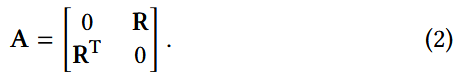 A = [ 0 R
R^T 0 ] . (2)